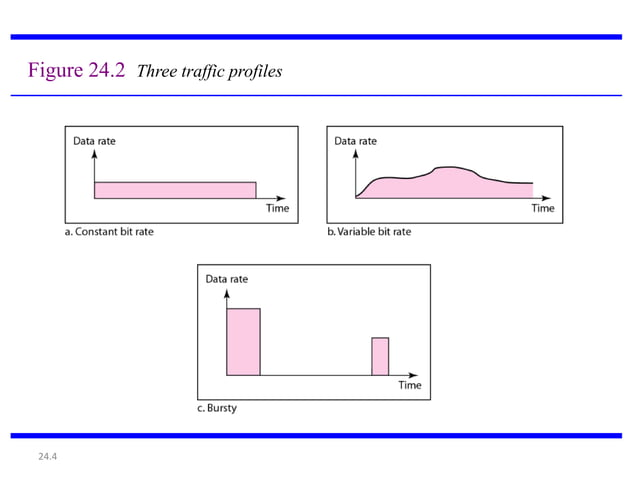 Figure 24.2 Three traffic profiles
Data rate
Time
a. Constant bit rate
Data rate
Time
b. Variable bit rate
Data rate
Time
c. Bursty
24.4